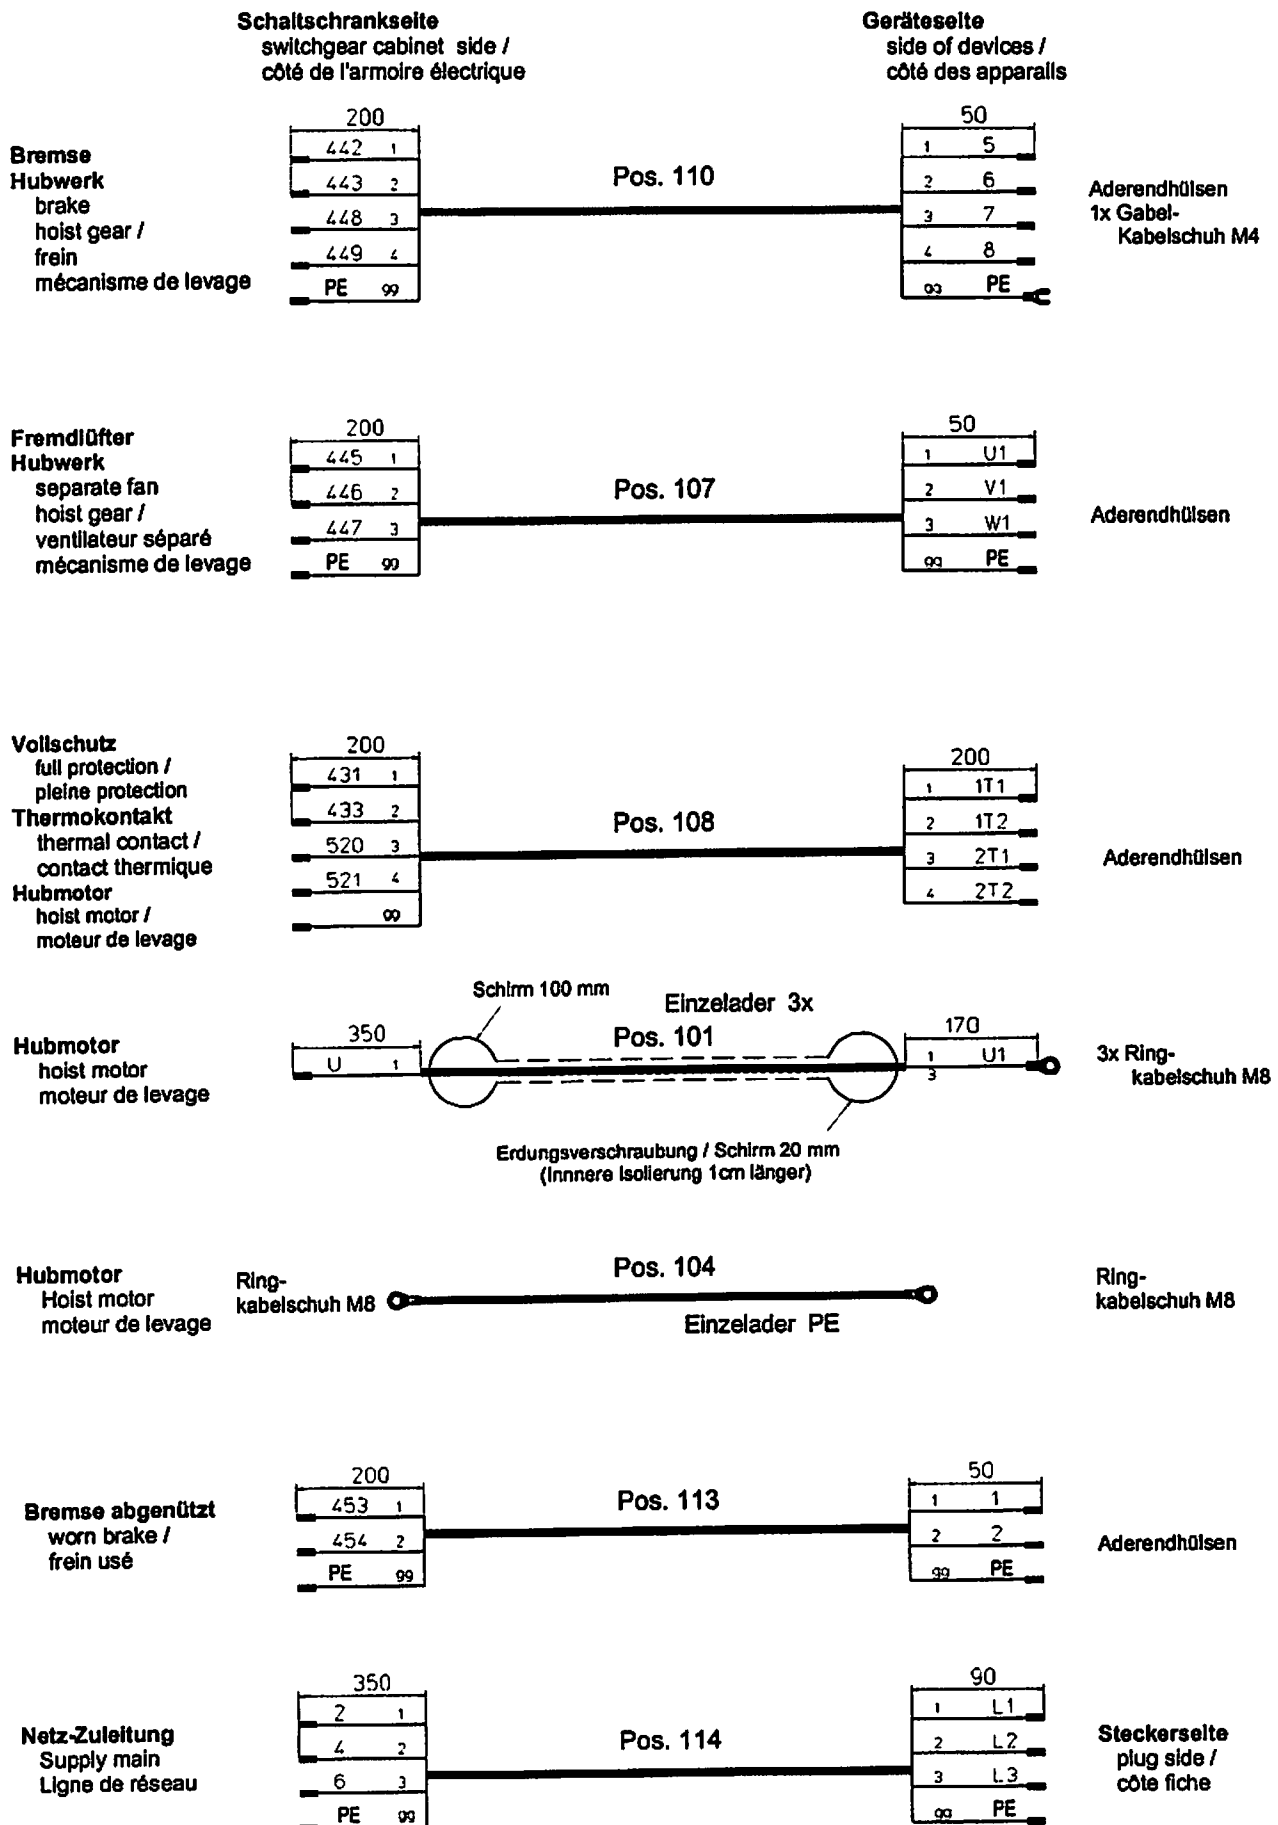 Schaltschrankseite
switchgear cabinet side /
côté de l'armoire électrique
Geräteseite
side of devices /
côté des apparails
Bremse
Hubwerk
brake
hoist gear /
frein
mécanisme de levage
200
442 1
443 2
448 3
449 4
PE 99
Pos. 110
50
1 5
2 6
3 7
4 8
99 PE
Aderendhülsen
1x Gabel-
Kabelschuh M4
Fremdlüfter
Hubwerk
separate fan
hoist gear /
ventilateur séparé
mécanisme de levage
200
445 1
446 2
447 3
PE 99
Pos. 107
50
1 U1
2 V1
3 W1
99 PE
Aderendhülsen
Vollschutz
full protection /
pleine protection
Thermokontakt
thermal contact /
contact thermique
Hubmotor
hoist motor /
moteur de levage
200
431 1
433 2
520 3
521 4
99
Pos. 108
200
1 1T1
2 1T2
3 2T1
4 2T2
Aderendhülsen
Hubmotor
hoist motor
moteur de levage
350
U 1
Schirm 100 mm
Einzelader 3x
Pos. 101
170
1 U1
3
3x Ring-
kabelschuh M8
Erdungsverschraubung / Schirm 20 mm
(Innnere Isolierung 1cm länger)
Hubmotor
Hoist motor
moteur de levage
Ring-
kabelschuh M8
Pos. 104
Einzelader PE
Ring-
kabelschuh M8
Bremse abgenützt
worn brake /
frein usé
200
453 1
454 2
PE 99
Pos. 113
50
1 1
2 2
99 PE
Aderendhülsen
Netz-Zuleitung
Supply main
Ligne de réseau
350
2 1
4 2
6 3
PE 99
Pos. 114
90
1 L1
2 L2
3 L3
99 PE
Steckerseite
plug side /
côte fiche